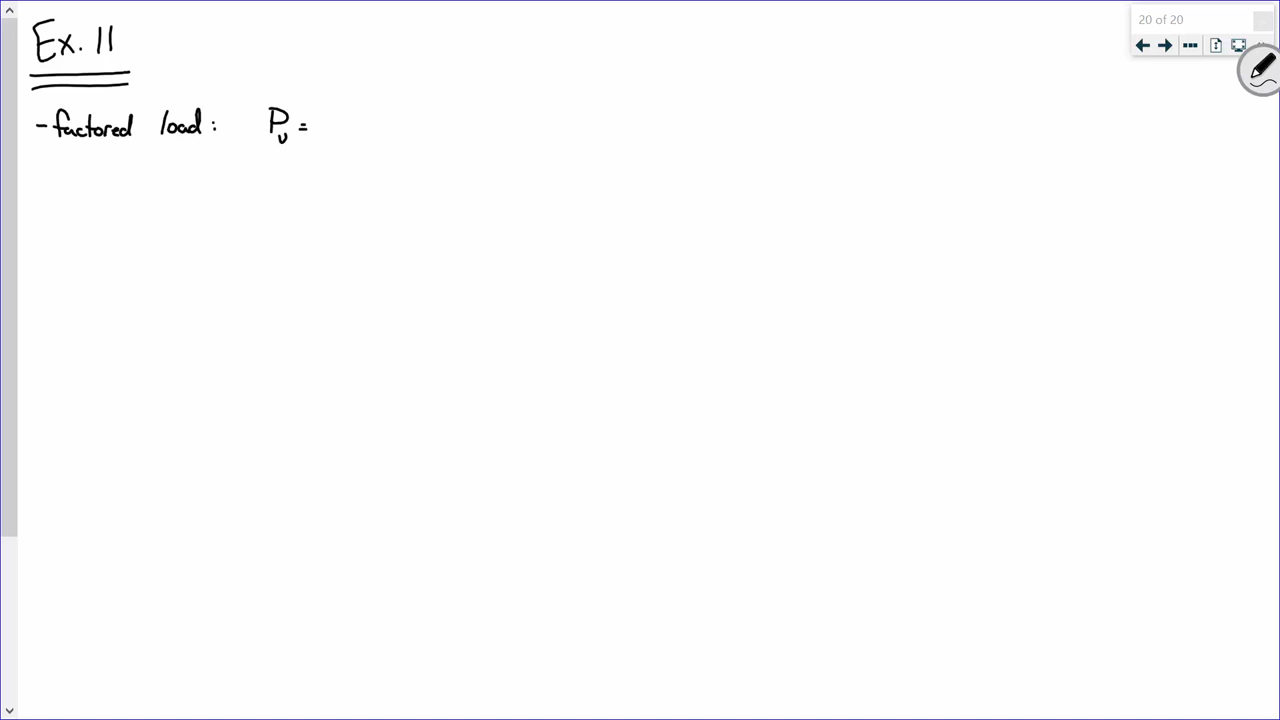 Ex. 11
20 of 20
- factored load: Pu =